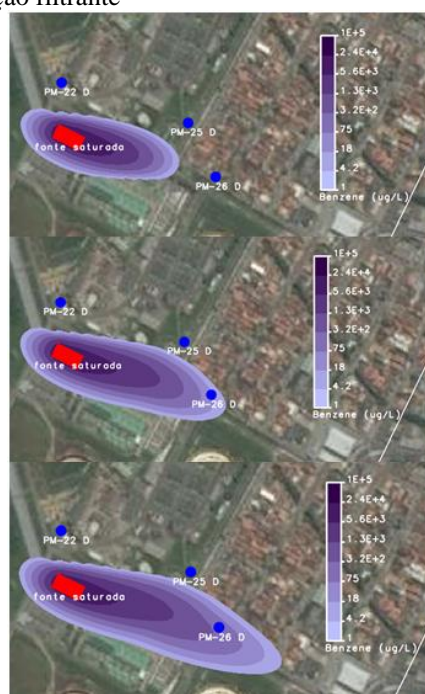 ção filtrante
PM-22 D
PM-25 D
PM-26 D
fonte saturada
1E+5
2.4E+4
5.6E+3
1.3E+3
3.2E+2
75
18
4.2
1
Benzene (ug/L)
PM-22 D
PM-25 D
PM-26 D
fonte saturada
1E+5
2.4E+4
5.6E+3
1.3E+3
3.2E+2
75
18
4.2
1
Benzene (ug/L)
PM-22 D
PM-25 D
PM-26 D
fonte saturada
1E+5
2.4E+4
5.6E+3
1.3E+3
3.2E+2
75
18
4.2
1
Benzene (ug/L)